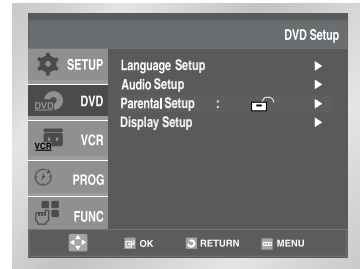 DVD Setup
SETUP
Language Setup
Audio Setup
DVD DVD
Parental Setup :
Display Setup
VCR VCR
PROG
FUNC
OK RETURN MENU